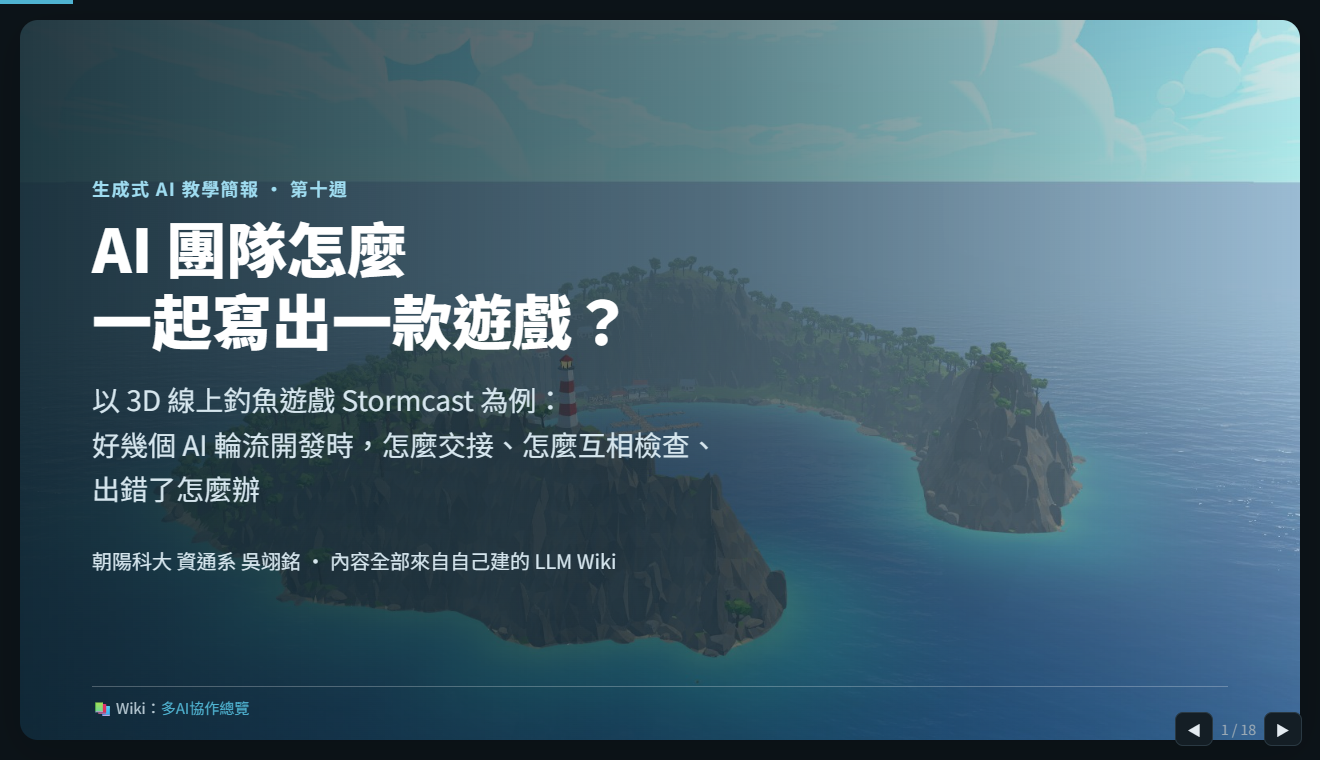 生成式 AI 教學簡報 · 第十週
AI 團隊怎麼
一起寫出一款遊戲？
以 3D 線上釣魚遊戲 Stormcast 為例：
好幾個 AI 輪流開發時，怎麼交接、怎麼互相檢查、
出錯了怎麼辦
朝陽科大 資通系 吳翊銘 · 內容全部來自自己建的 LLM Wiki
Wiki：多AI協作總覽
1 / 18